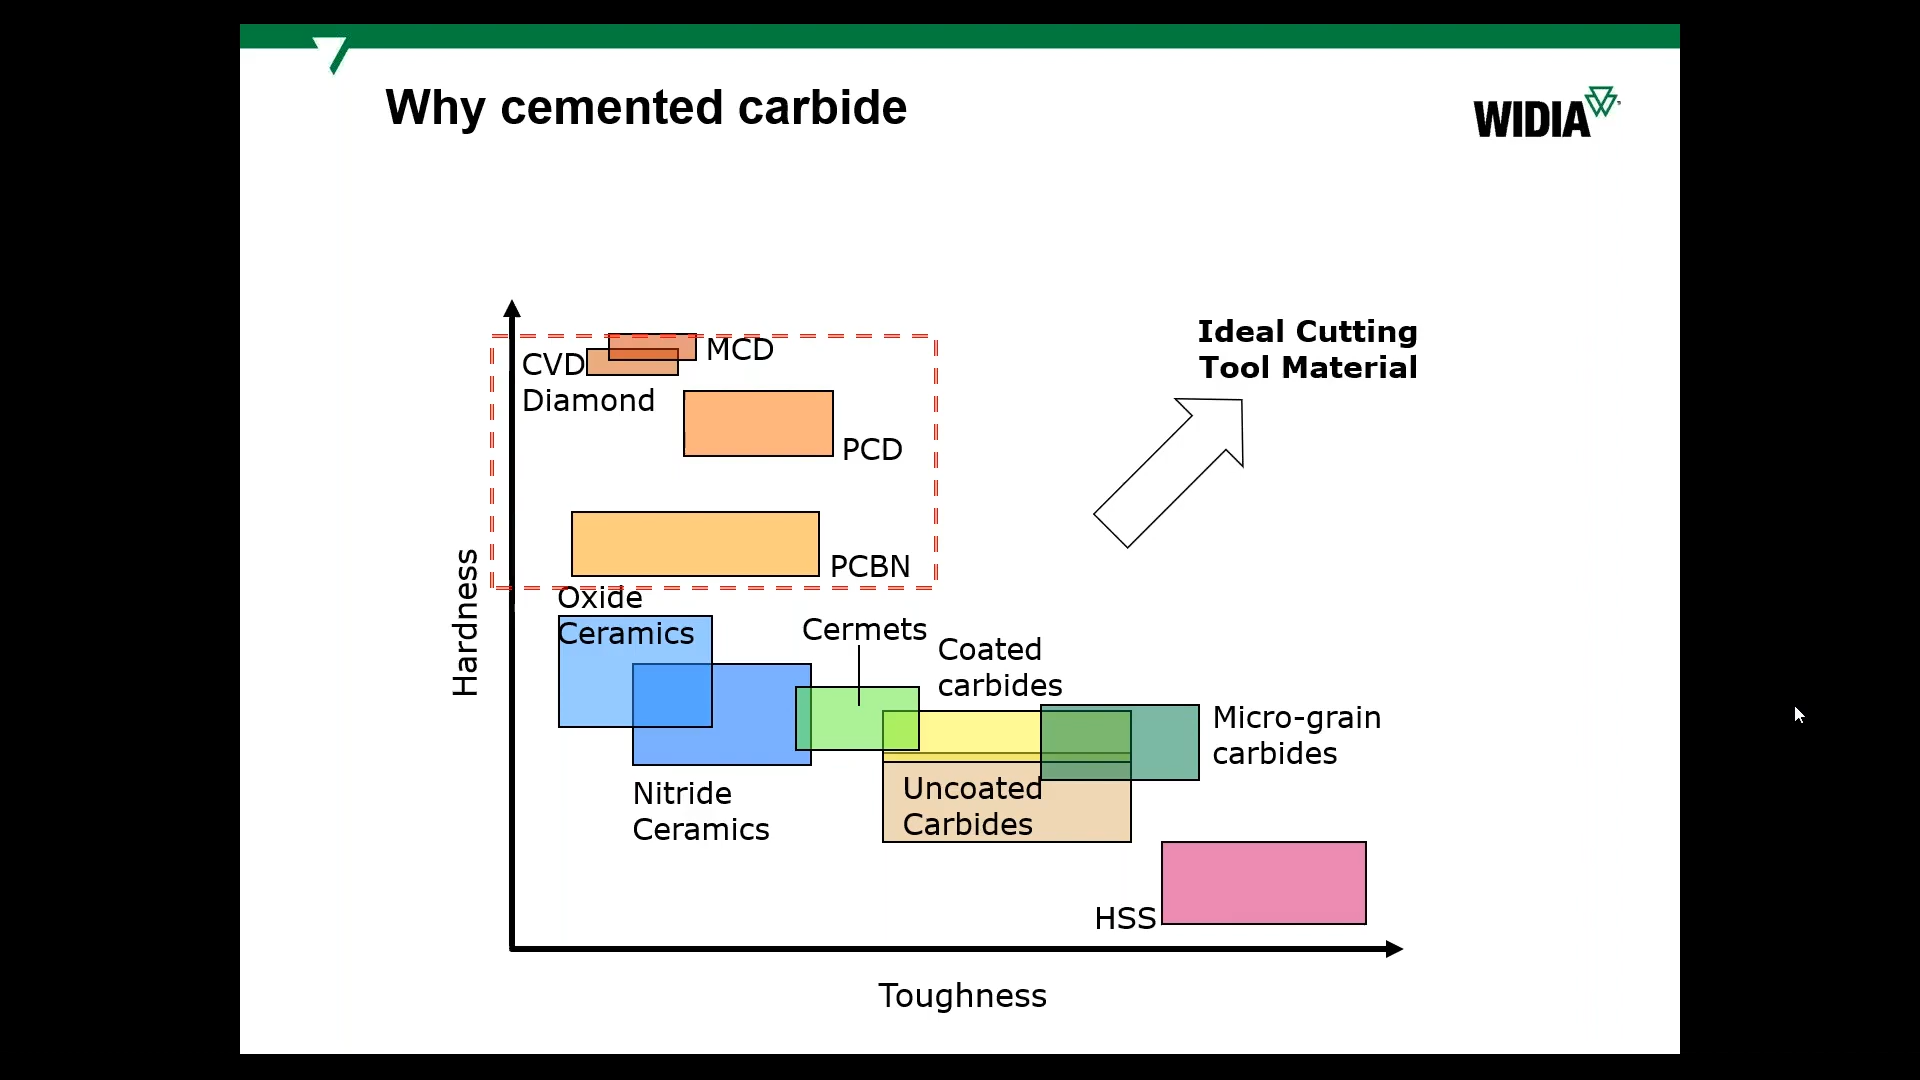 Why cemented carbide
WIDIA
Ideal Cutting
Tool Material
MCD
CVD
Diamond
PCD
PCBN
Hardness
Oxide
Ceramics
Cermets
Coated
carbides
Micro-grain
carbides
Uncoated
Carbides
Nitride
Ceramics
HSS
Toughness